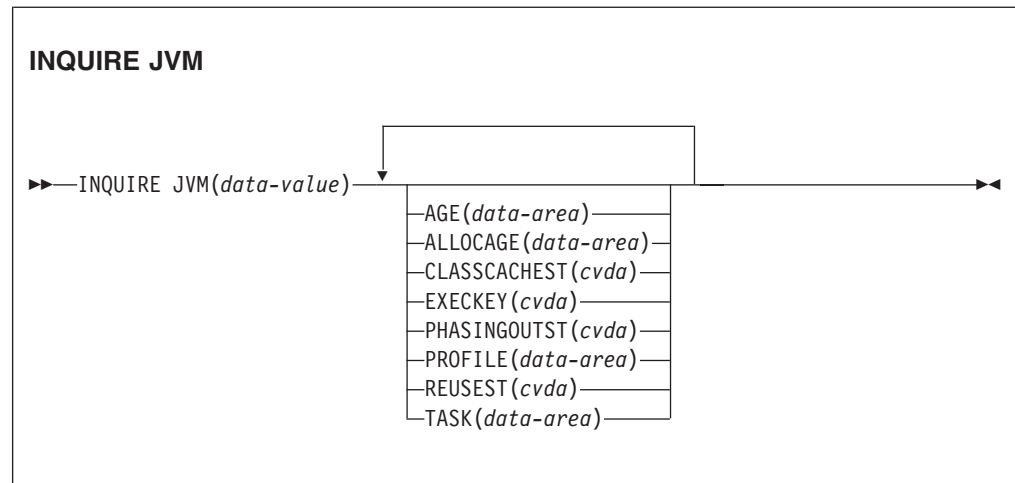 INQUIRE JVM
INQUIRE JVM(data-value)
AGE(data-area)
ALLOCAGE(data-area)
CLASSCACHEST(cvda)
EXECKEY(cvda)
PHASINGOUTST(cvda)
PROFILE(data-area)
REUSEST(cvda)
TASK(data-area)